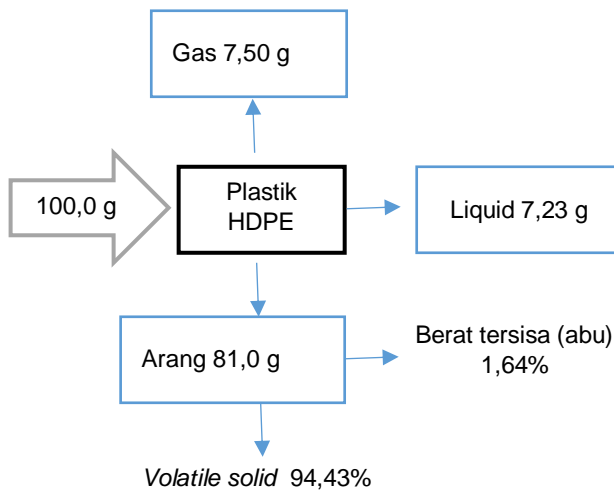 Gas 7,50 g
100,0 g
Plastik
HDPE
Liquid 7,23 g
Arang 81,0 g
Berat tersisa (abu)
1,64%
Volatile solid 94,43%